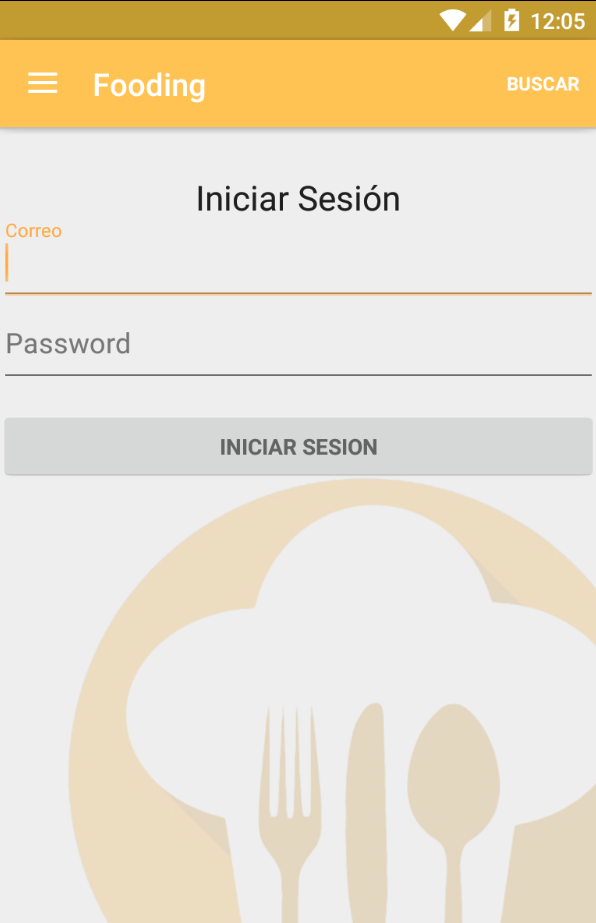 12:05
Fooding BUSCAR
Iniciar Sesión
Correo
Password
INICIAR SESION